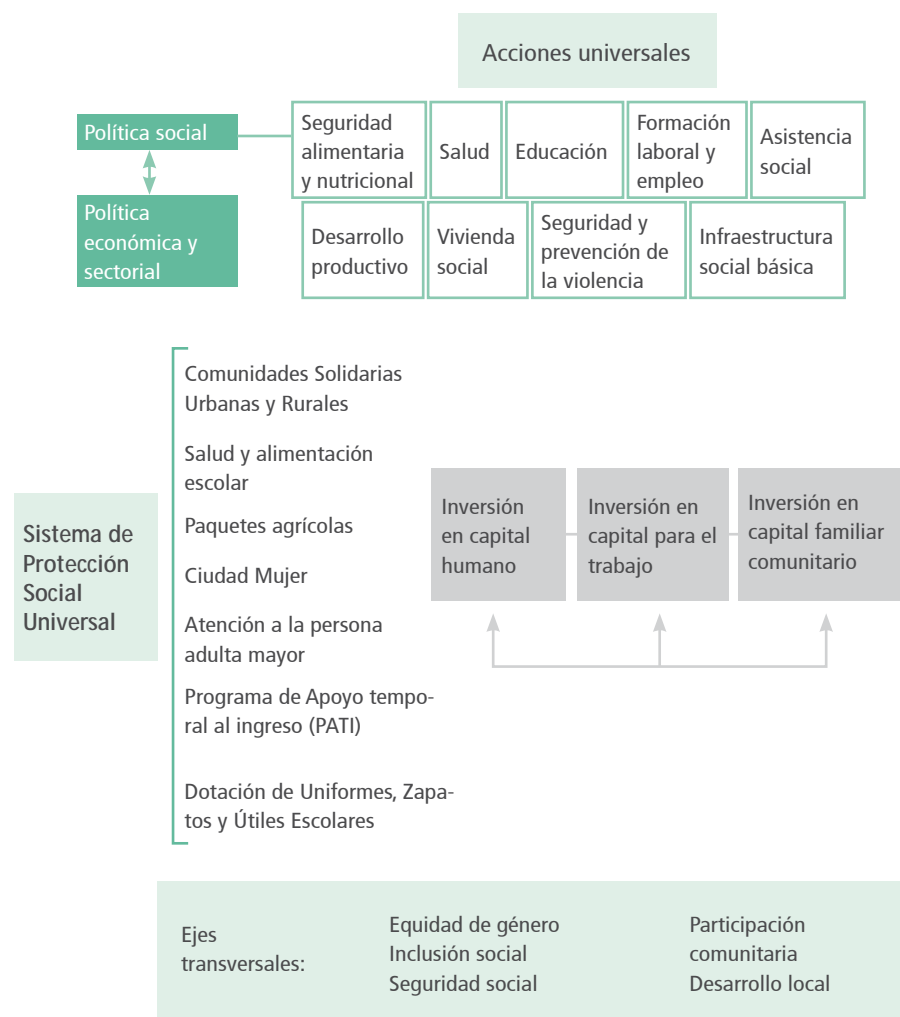 Acciones universales
Política social
Seguridad
alimentaria
y nutricional
Salud
Educación
Formación
laboral y
empleo
Asistencia
social
Política
económica y
sectorial
Desarrollo
productivo
Vivienda
social
Seguridad y
prevención de
la violencia
Infraestructura
social básica
Sistema de
Protección
Social
Universal
Comunidades Solidarias
Urbanas y Rurales
Salud y alimentación
escolar
Paquetes agrícolas
Ciudad Mujer
Atención a la persona
adulta mayor
Programa de Apoyo tempo-
ral al ingreso (PATI)
Dotación de Uniformes, Zapa-
tos y Útiles Escolares
Inversión
en capital
humano
Inversión en
capital para el
trabajo
Inversión en
capital familiar
comunitario
Ejes
transversales:
Equidad de género
Inclusión social
Seguridad social
Participación
comunitaria
Desarrollo local